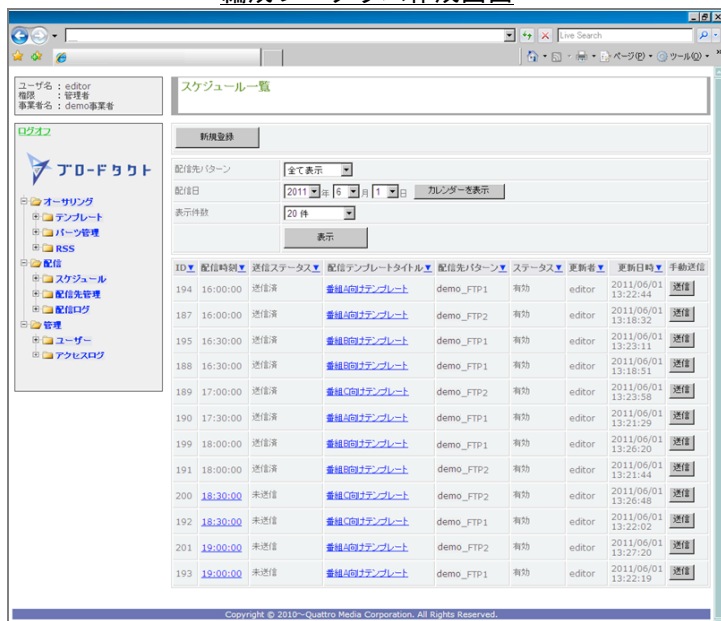 Live Search
ページ(P)
ツール(O)
ユーザ名 : editor
権限 : 管理者
事業者名 : demo事業者
ログオフ
ブロードタクト
オーサリング
テンプレート
パーツ管理
RSS
配信
スケジュール
配信先管理
配信ログ
管理
ユーザー
アクセスログ
スケジュール一覧
新規登録
配信先パターン 全て表示
配信日 2011 年 6 月 1 日 カレンダーを表示
表示件数 20 件
表示
ID▼ 配信時刻▼ 送信ステータス▼ 配信テンプレートタイトル▼ 配信先パターン▼ ステータス▼ 更新者▼ 更新日時▼ 手動送信
194 16:00:00 送信済 番組A向けテンプレート demo_FTP1 有効 editor 2011/06/01 13:22:44 送信
187 16:00:00 送信済 番組A向けテンプレート demo_FTP2 有効 editor 2011/06/01 13:18:32 送信
195 16:30:00 送信済 番組B向けテンプレート demo_FTP1 有効 editor 2011/06/01 13:23:11 送信
188 16:30:00 送信済 番組B向けテンプレート demo_FTP2 有効 editor 2011/06/01 13:18:51 送信
189 17:00:00 送信済 番組C向けテンプレート demo_FTP2 有効 editor 2011/06/01 13:23:58 送信
190 17:30:00 送信済 番組A向けテンプレート demo_FTP1 有効 editor 2011/06/01 13:21:29 送信
199 18:00:00 送信済 番組B向けテンプレート demo_FTP1 有効 editor 2011/06/01 13:26:20 送信
191 18:00:00 送信済 番組B向けテンプレート demo_FTP2 有効 editor 2011/06/01 13:21:44 送信
200 18:30:00 未送信 番組C向けテンプレート demo_FTP2 有効 editor 2011/06/01 13:26:48 送信
192 18:30:00 未送信 番組C向けテンプレート demo_FTP1 有効 editor 2011/06/01 13:22:02 送信
201 19:00:00 未送信 番組A向けテンプレート demo_FTP2 有効 editor 2011/06/01 13:27:20 送信
193 19:00:00 未送信 番組A向けテンプレート demo_FTP1 有効 editor 2011/06/01 13:22:19 送信
Copyright © 2010～Quattro Media Corporation. All Rights Reserved.